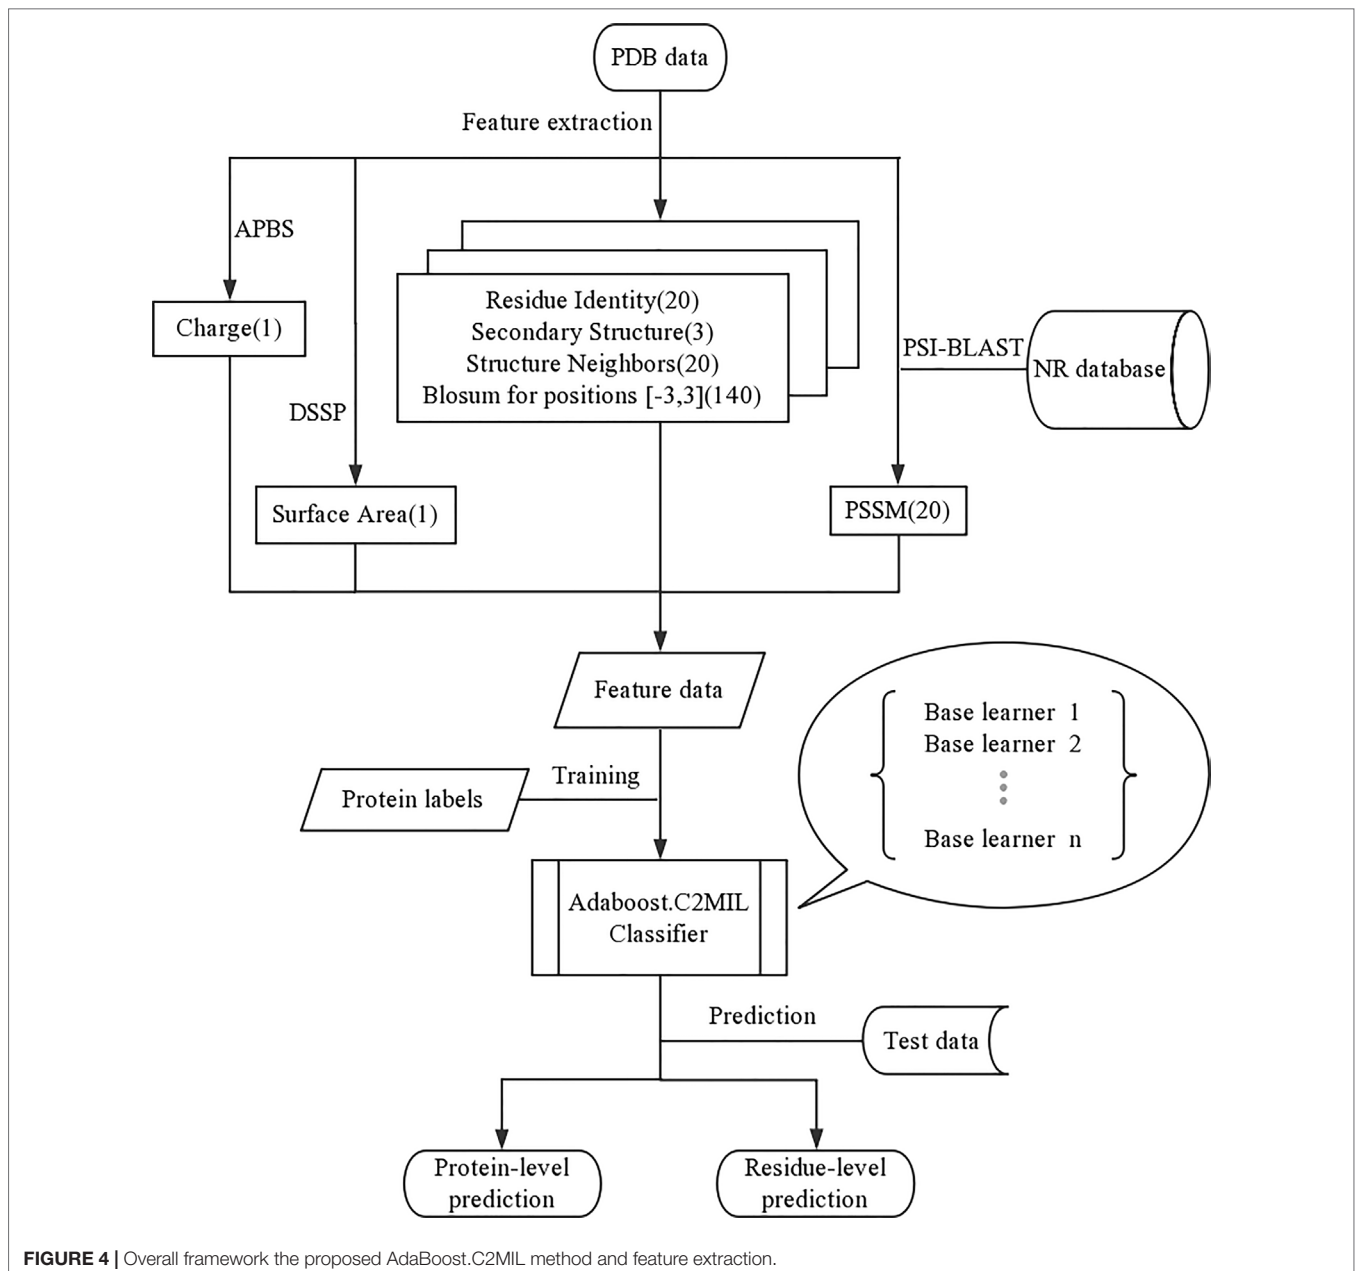 PDB data
Feature extraction
APBS
Charge(1)
Residue Identity(20)
Secondary Structure(3)
Structure Neighbors(20)
Blosum for positions [-3,3](140)
PSI-BLAST
NR database
DSSP
Surface Area(1)
PSSM(20)
Feature data
Base learner 1
Base learner 2
Base learner n
Training
Protein labels
Adaboost.C2MIL
Classifier
Prediction
Test data
Protein-level
prediction
Residue-level
prediction
FIGURE 4 | Overall framework the proposed AdaBoost.C2MIL method and feature extraction.